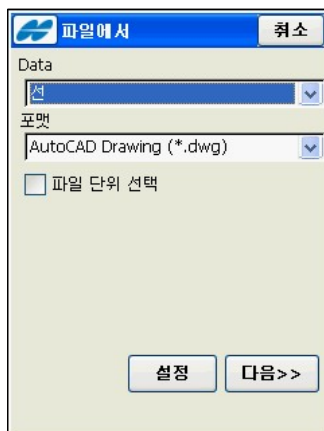 파일에서 취소
Data
선
포맷
AutoCAD Drawing (*.dwg)
파일 단위 선택
설정 다음>>